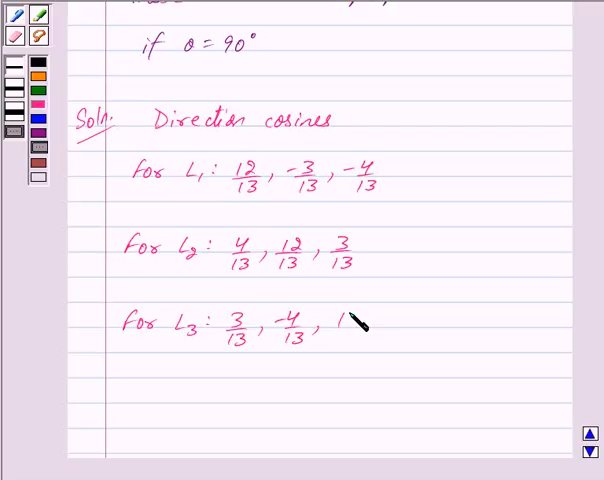 if θ = 90°
Soln. Direction cosines
For L₁ : 12/13, -3/13, -4/13
For L₂ : 4/13, 12/13, 3/13
For L₃ : 3/13, -4/13, 1